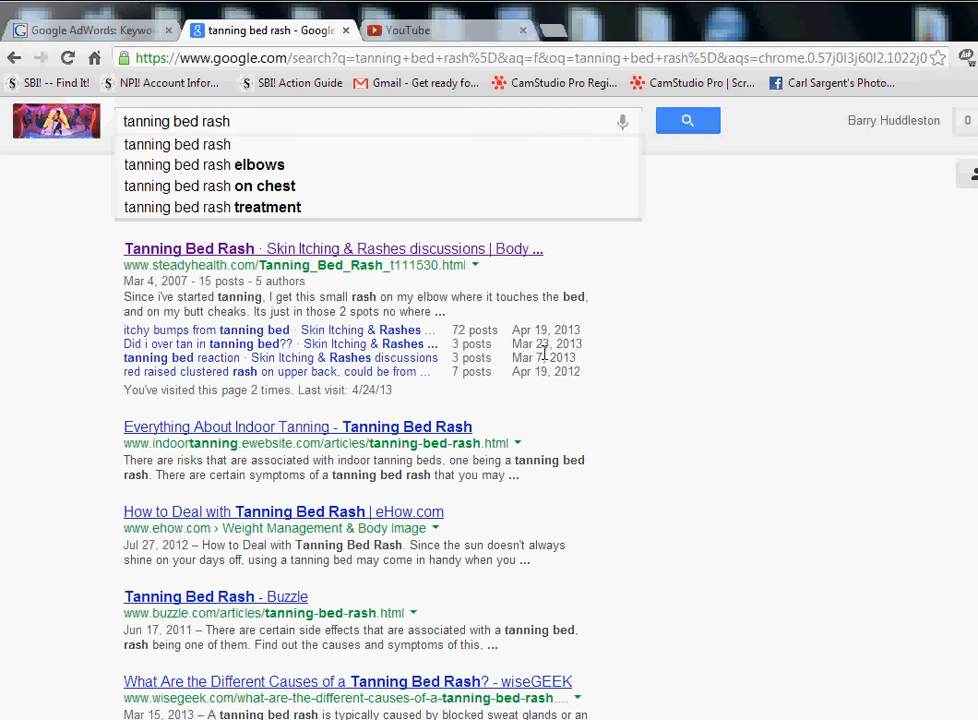 Google AdWords: Keywo
tanning bed rash - Google
YouTube
https://www.google.com/search?q=tanning+bed+rash%5D&aq=f&oq=tanning+bed+rash%5D&aqs=chrome.0.57j0l3j60l2.1022j0
SBI! -- Find It!
NPI! Account Infor...
SBI! Action Guide
Gmail - Get ready fo...
CamStudio Pro Regi...
CamStudio Pro | Scr...
Carl Sargent's Photo...
tanning bed rash
Barry Huddleston
0
tanning bed rash
tanning bed rash elbows
tanning bed rash on chest
tanning bed rash treatment
Tanning Bed Rash · Skin Itching & Rashes discussions | Body ...
www.steadyhealth.com/Tanning_Bed_Rash_t111530.html
Mar 4, 2007 - 15 posts - 5 authors
Since i've started tanning, I get this small rash on my elbow where it touches the bed,
and on my butt cheaks. Its just in those 2 spots no where ...
itchy bumps from tanning bed · Skin Itching & Rashes ... 72 posts Apr 19, 2013
Did i over tan in tanning bed?? · Skin Itching & Rashes ... 3 posts Mar 23, 2013
tanning bed reaction · Skin Itching & Rashes discussions 3 posts Mar 7, 2013
red raised clustered rash on upper back, could be from ... 7 posts Apr 19, 2012
You've visited this page 2 times. Last visit: 4/24/13
Everything About Indoor Tanning - Tanning Bed Rash
www.indoortanning.ewebsite.com/articles/tanning-bed-rash.html
There are risks that are associated with indoor tanning beds, one being a tanning bed
rash. There are certain symptoms of a tanning bed rash that you may ...
How to Deal with Tanning Bed Rash | eHow.com
www.ehow.com › Weight Management & Body Image
Jul 27, 2012 – How to Deal with Tanning Bed Rash. Since the sun doesn't always
shine on your days off, using a tanning bed may come in handy when you ...
Tanning Bed Rash - Buzzle
www.buzzle.com/articles/tanning-bed-rash.html
Jun 17, 2011 – There are certain side effects that are associated with a tanning bed,
rash being one of them. Find out the causes and symptoms of this, ...
What Are the Different Causes of a Tanning Bed Rash? - wiseGEEK
www.wisegeek.com/what-are-the-different-causes-of-a-tanning-bed-rash....
Mar 15, 2013 – A tanning bed rash is typically caused by blocked sweat glands or an